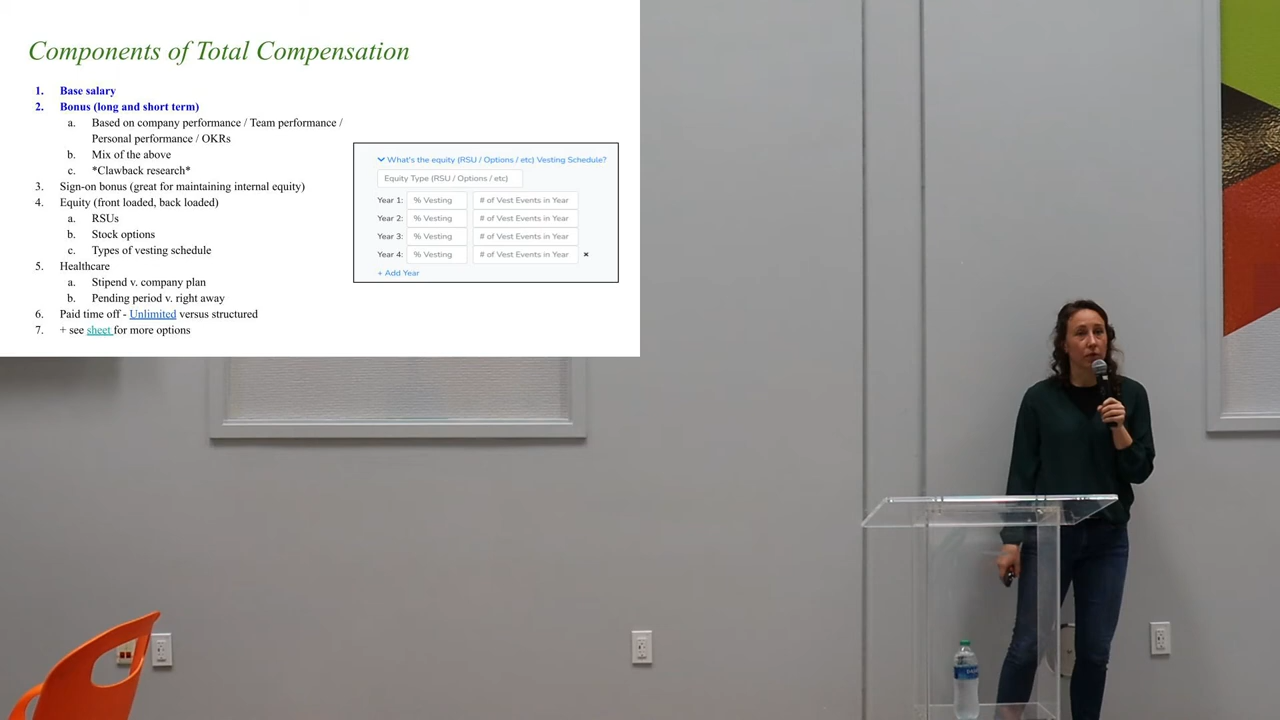 Components of Total Compensation
1. Base salary
2. Bonus (long and short term)
a. Based on company performance / Team performance /
Personal performance / OKRs
b. Mix of the above
c. *Clawback research*
3. Sign-on bonus (great for maintaining internal equity)
4. Equity (front loaded, back loaded)
a. RSUs
b. Stock options
c. Types of vesting schedule
5. Healthcare
a. Stipend v. company plan
b. Pending period v. right away
6. Paid time off - Unlimited versus structured
7. + see sheet for more options
What's the equity (RSU / Options / etc) Vesting Schedule?
Equity Type (RSU / Options / etc)
Year 1: % Vesting # of Vest Events in Year
Year 2: % Vesting # of Vest Events in Year
Year 3: % Vesting # of Vest Events in Year
Year 4: % Vesting # of Vest Events in Year ×
+ Add Year